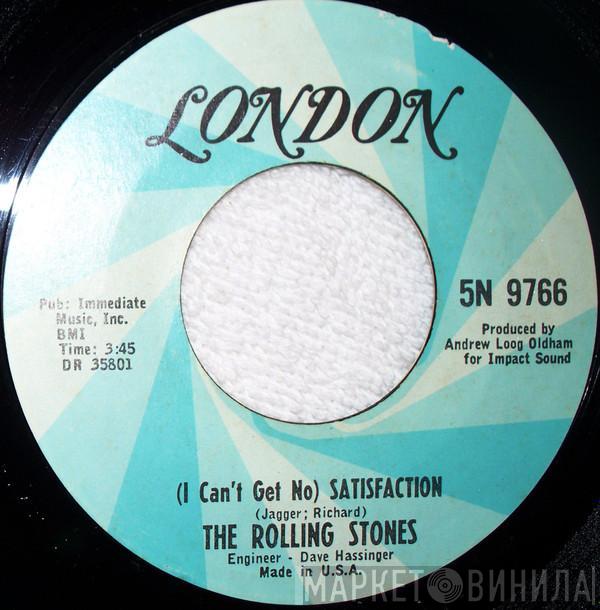 LONDON
Pub: Immediate
Music, Inc.
BMI
Time: 3:45
DR 35801
5N 9766
Produced by
Andrew Loog Oldham
for Impact Sound
(I Can't Get No) SATISFACTION
(Jagger; Richard)
THE ROLLING STONES
Engineer - Dave Hassinger
Made in U.S.A.
МАРКЕТ ВИНИЛА